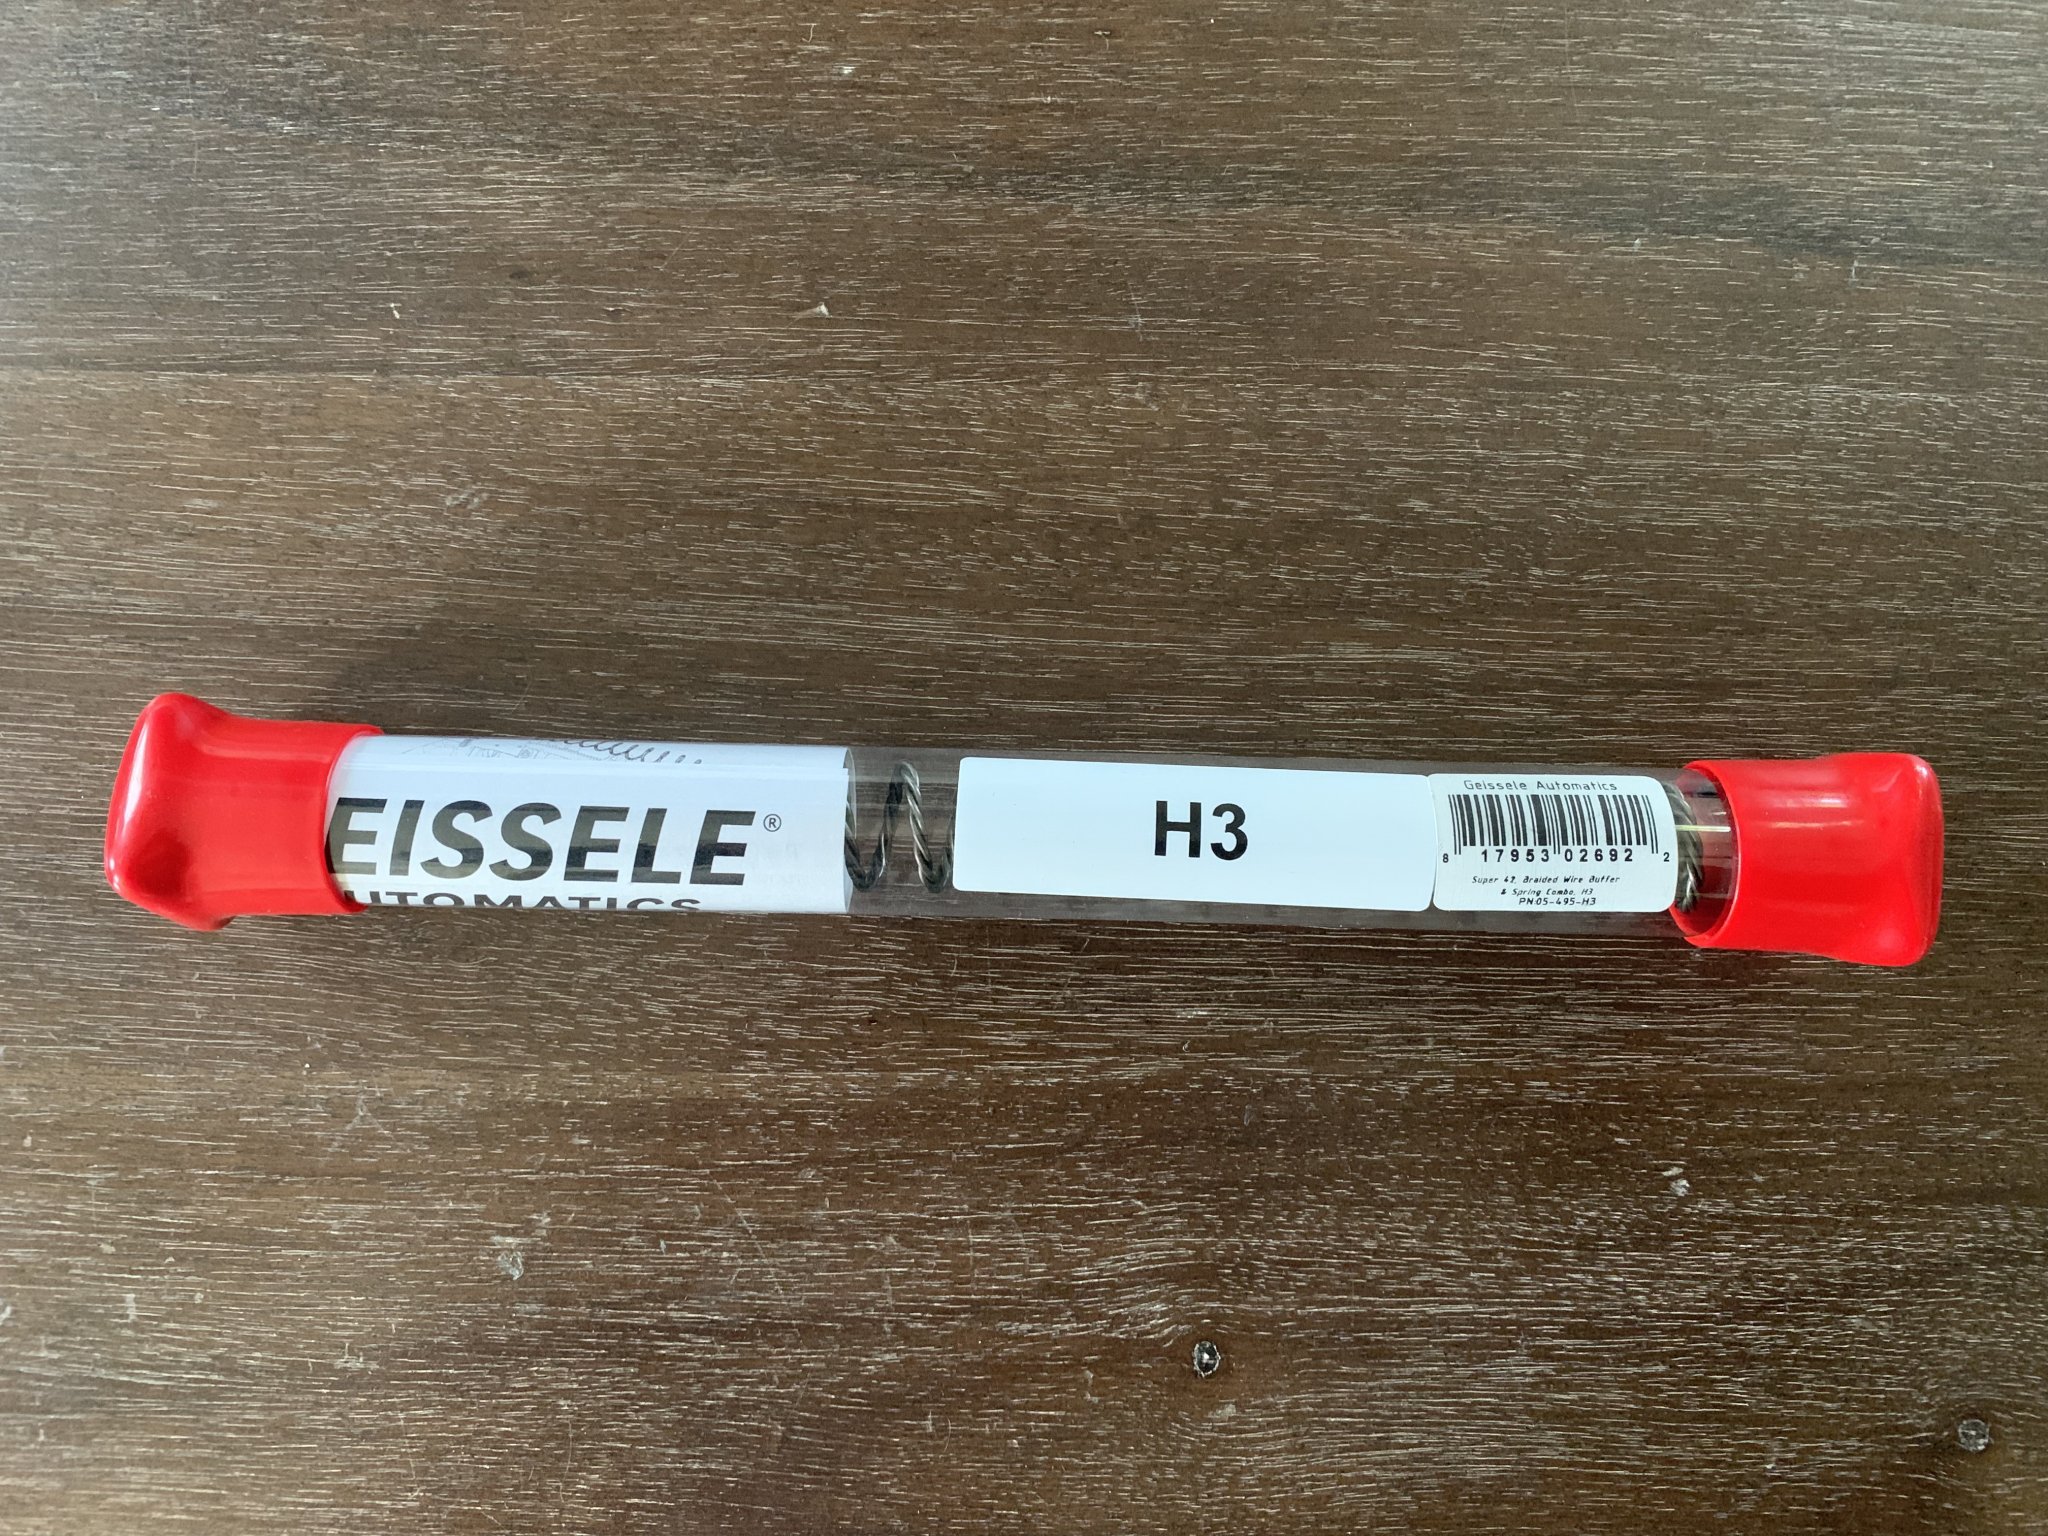 EISSELE®
UTOMATICS
H3
Geissele Automatics
8 17953 02692 2
Super 42, Braided Wire Buffer
& Spring Combo, H3
PN:05-495-H3